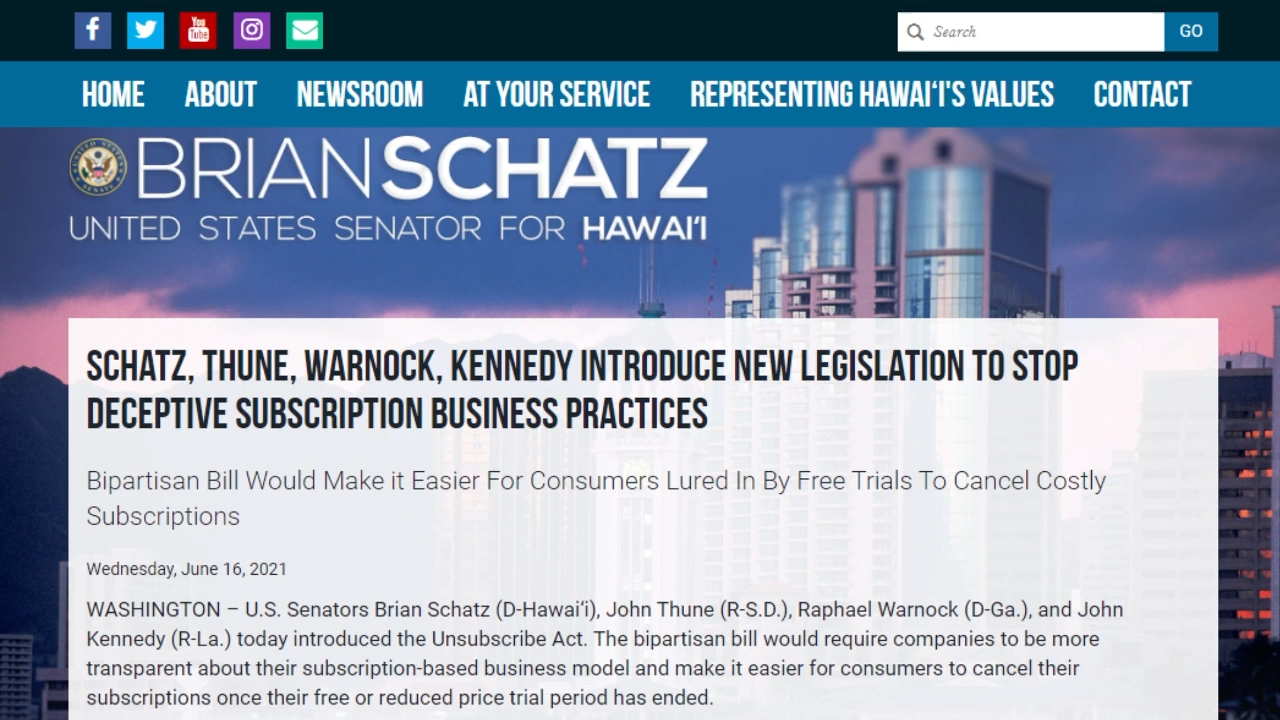 f
You Tube
Search
GO
HOME ABOUT NEWSROOM AT YOUR SERVICE REPRESENTING HAWAIʻI'S VALUES CONTACT
BRIAN SCHATZ
UNITED STATES SENATOR FOR HAWAIʻI
SCHATZ, THUNE, WARNOCK, KENNEDY INTRODUCE NEW LEGISLATION TO STOP
DECEPTIVE SUBSCRIPTION BUSINESS PRACTICES
Bipartisan Bill Would Make it Easier For Consumers Lured In By Free Trials To Cancel Costly
Subscriptions
Wednesday, June 16, 2021
WASHINGTON – U.S. Senators Brian Schatz (D-Hawai‘i), John Thune (R-S.D.), Raphael Warnock (D-Ga.), and John
Kennedy (R-La.) today introduced the Unsubscribe Act. The bipartisan bill would require companies to be more
transparent about their subscription-based business model and make it easier for consumers to cancel their
subscriptions once their free or reduced price trial period has ended.